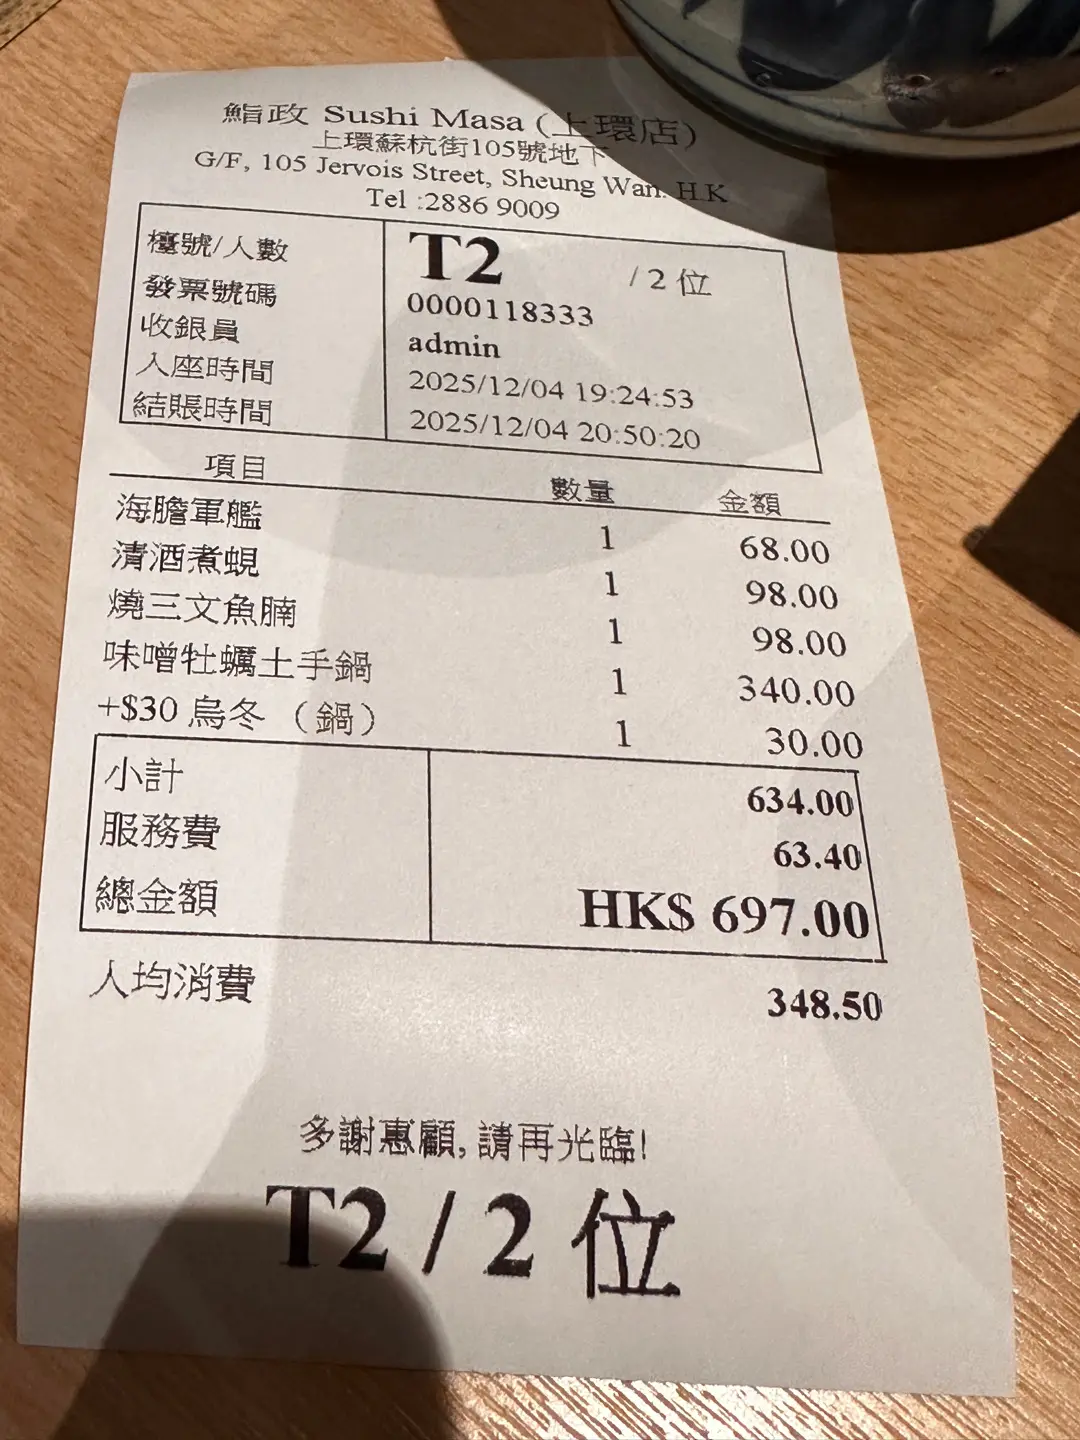 鮨政 Sushi Masa (上環店)
上環蘇杭街105號地下
G/F, 105 Jervois Street, Sheung Wan. H.K
Tel :2886 9009
檯號/人數 T2 / 2 位
發票號碼 0000118333
收銀員 admin
入座時間 2025/12/04 19:24:53
結賬時間 2025/12/04 20:50:20
項目 數量 金額
海膽軍艦 1 68.00
清酒煮蜆 1 98.00
燒三文魚腩 1 98.00
味噌牡蠣土手鍋 1 340.00
+$30 烏冬 （鍋） 1 30.00
小計 634.00
服務費 63.40
總金額 HK$ 697.00
人均消費 348.50
多謝惠顧, 請再光臨!
T2 / 2 位